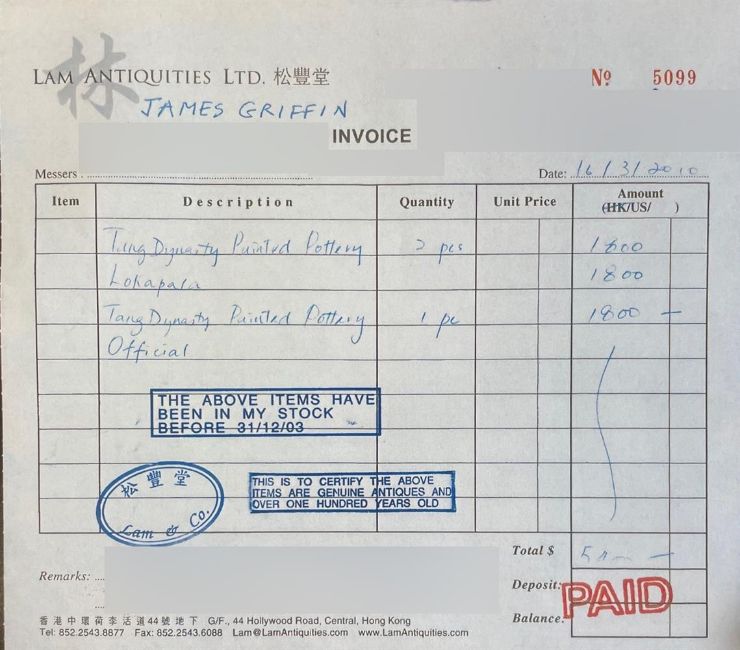 林
LAM ANTIQUITIES LTD. 松豐堂
Nº 5099
JAMES GRIFFIN
INVOICE
Messers
Date: 16/3/2010
Item Description Quantity Unit Price Amount (HK/US/ )
Tang Dynasty Painted Pottery 2 pcs
Lokapala 1800
Tang Dynasty Painted Pottery 1 pc 1800 —
Official
THE ABOVE ITEMS HAVE
BEEN IN MY STOCK
BEFORE 31/12/03
松豐堂
Lam & Co.
THIS IS TO CERTIFY THE ABOVE
ITEMS ARE GENUINE ANTIQUES AND
OVER ONE HUNDRED YEARS OLD
Total $
Remarks:
Deposit:
PAID
Balance:
香港中環荷李活道44號地下 G/F., 44 Hollywood Road, Central, Hong Kong
Tel: 852.2543.8877 Fax: 852.2543.6088 Lam@LamAntiquities.com www.LamAntiquities.com